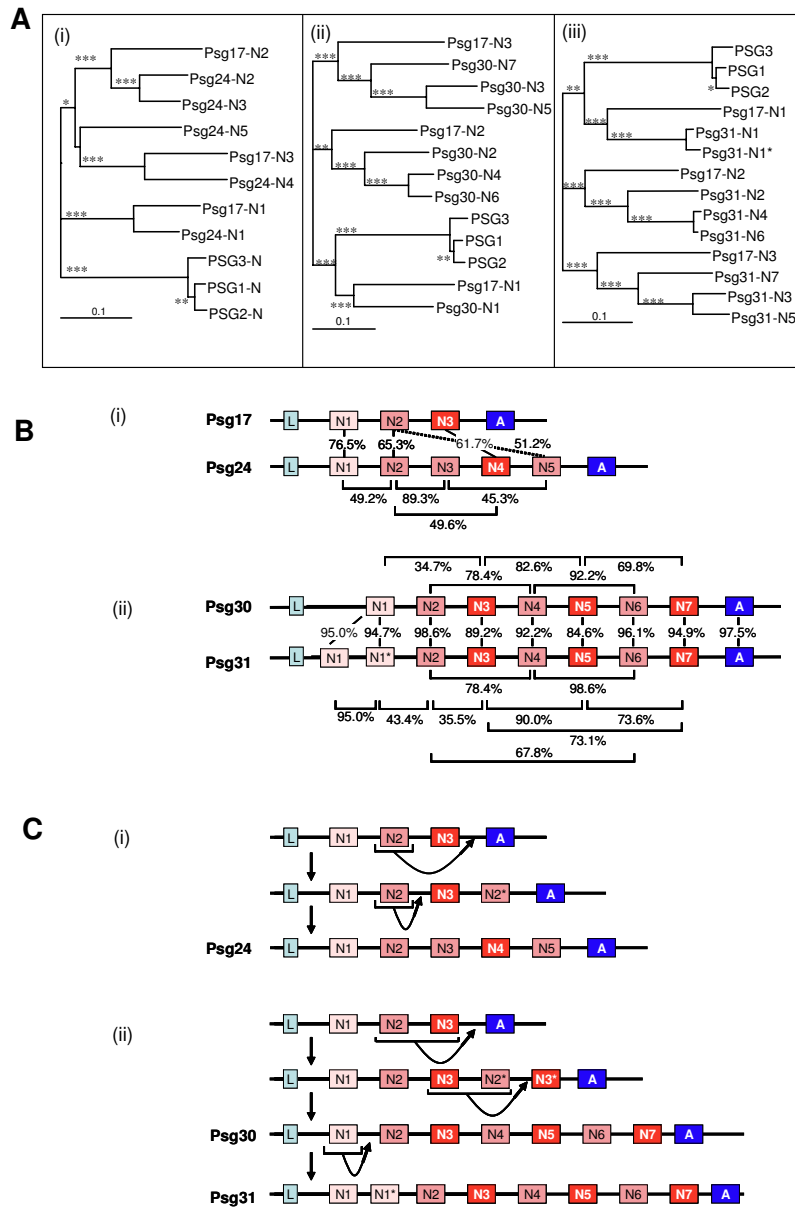 A
(i)
Psg17-N2
***
Psg24-N2
***
Psg24-N3
*
Psg24-N5
Psg17-N3
***
Psg24-N4
Psg17-N1
***
Psg24-N1
PSG3-N
***
PSG1-N
**
PSG2-N
0.1
(ii)
Psg17-N3
***
Psg30-N7
***
Psg30-N3
***
Psg30-N5
Psg17-N2
**
Psg30-N2
***
Psg30-N4
***
Psg30-N6
PSG3
***
PSG1
**
PSG2
***
Psg17-N1
***
Psg30-N1
0.1
(iii)
PSG3
***
PSG1
*
PSG2
**
Psg17-N1
***
Psg31-N1
***
Psg31-N1*
Psg17-N2
***
Psg31-N2
***
Psg31-N4
***
Psg31-N6
Psg17-N3
***
Psg31-N7
***
Psg31-N3
***
Psg31-N5
0.1
B
(i)
Psg17 L N1 N2 N3 A
76.5% 65.3% 61.7% 51.2%
Psg24 L N1 N2 N3 N4 N5 A
49.2% 89.3% 45.3%
49.6%
(ii)
34.7% 82.6% 69.8%
78.4% 92.2%
Psg30 L N1 N2 N3 N4 N5 N6 N7 A
95.0% 94.7% 98.6% 89.2% 92.2% 84.6% 96.1% 94.9% 97.5%
Psg31 L N1 N1* N2 N3 N4 N5 N6 N7 A
78.4% 98.6%
95.0% 43.4% 35.5% 90.0% 73.6%
73.1%
67.8%
C
(i)
L N1 N2 N3 A
L N1 N2 N3 N2* A
Psg24 L N1 N2 N3 N4 N5 A
(ii)
L N1 N2 N3 A
L N1 N2 N3 N2* N3* A
Psg30 L N1 N2 N3 N4 N5 N6 N7 A
Psg31 L N1 N1* N2 N3 N4 N5 N6 N7 A